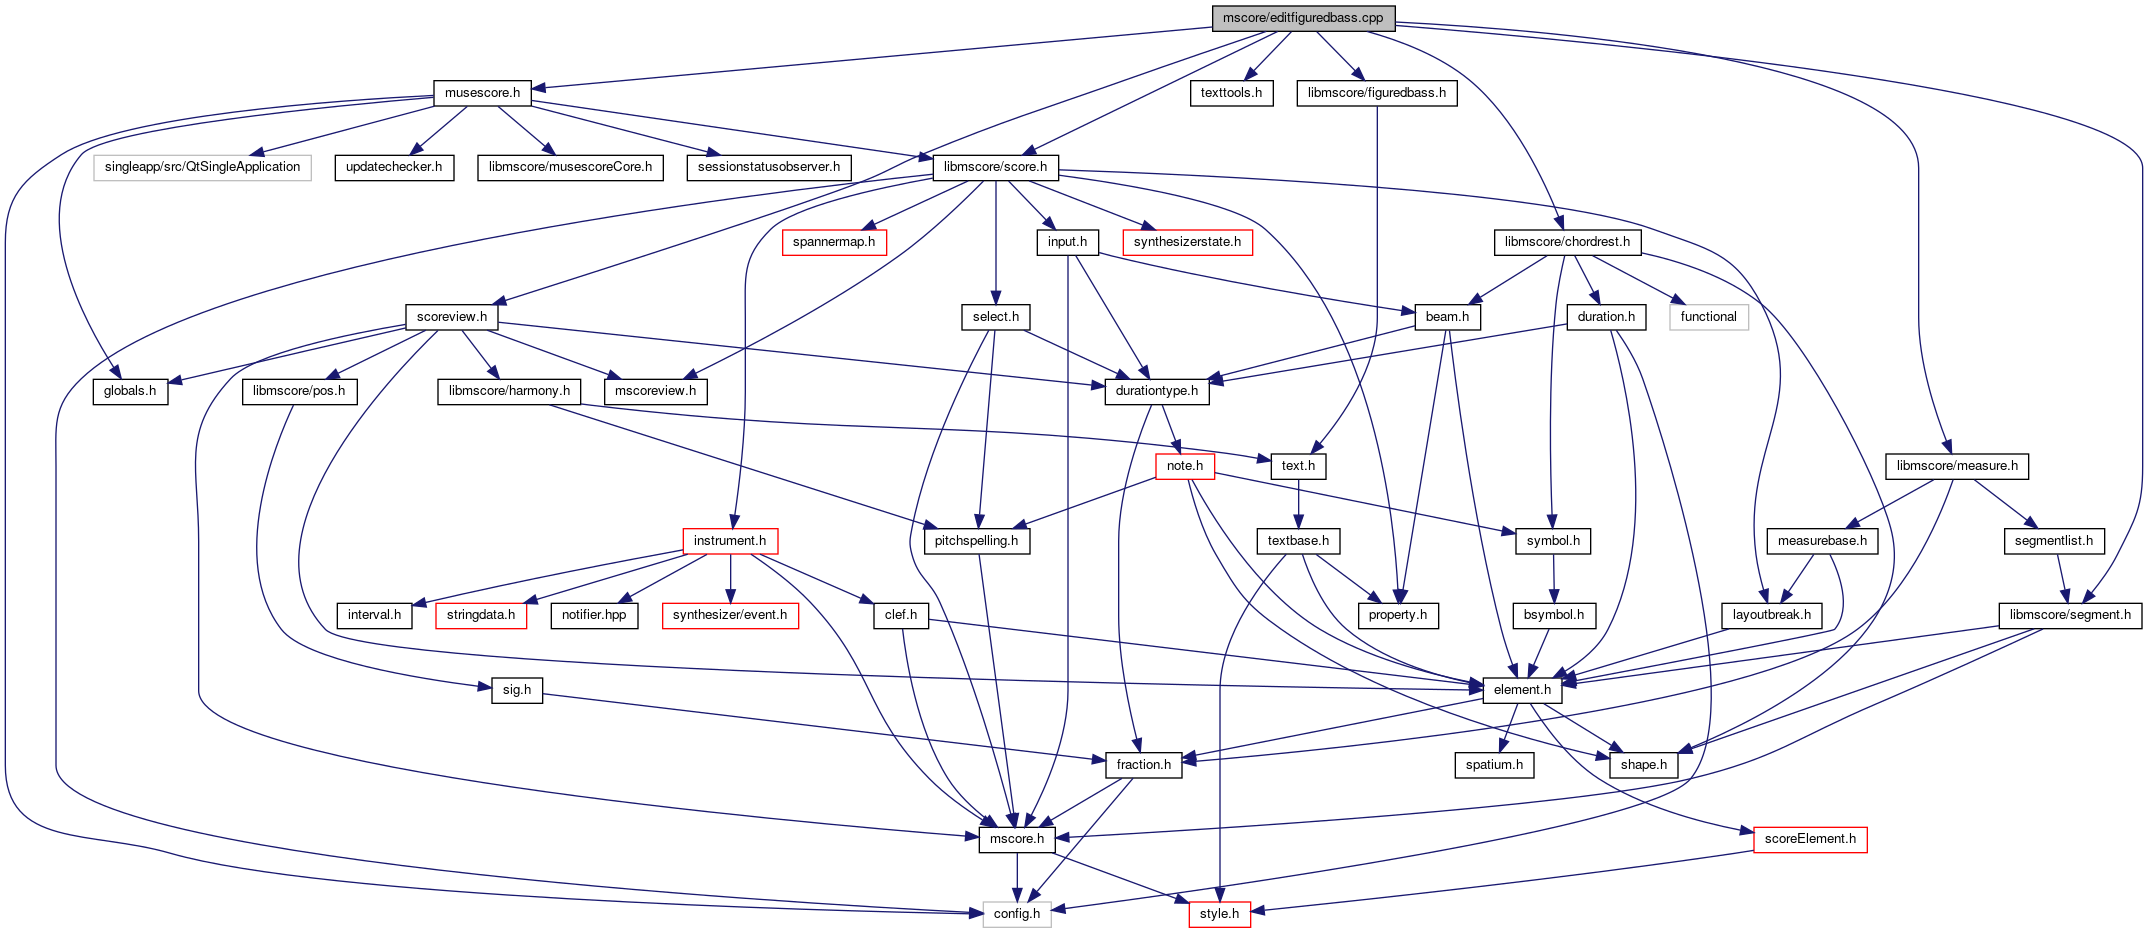 mscore/editfiguredbass.cpp
musescore.h
texttools.h
libmscore/figuredbass.h
singleapp/src/QtSingleApplication
updatechecker.h
libmscore/musescoreCore.h
sessionstatusobserver.h
libmscore/score.h
spannermap.h
input.h
synthesizerstate.h
libmscore/chordrest.h
scoreview.h
select.h
beam.h
duration.h
functional
globals.h
libmscore/pos.h
libmscore/harmony.h
mscoreview.h
durationtype.h
note.h
text.h
libmscore/measure.h
instrument.h
pitchspelling.h
textbase.h
symbol.h
measurebase.h
segmentlist.h
interval.h
stringdata.h
notifier.hpp
synthesizer/event.h
clef.h
property.h
bsymbol.h
layoutbreak.h
libmscore/segment.h
sig.h
element.h
fraction.h
spatium.h
shape.h
mscore.h
scoreElement.h
config.h
style.h